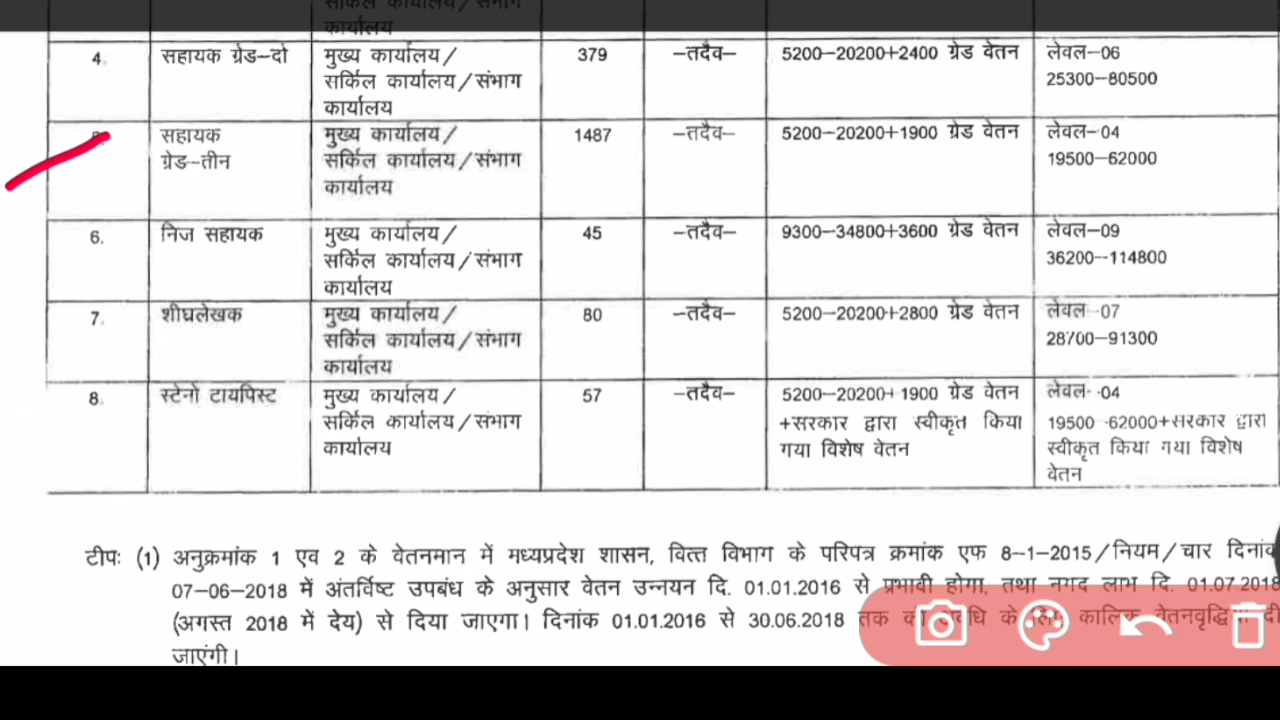 सर्किल कार्यालय/संभाग
कार्यालय
4. सहायक ग्रेड–दो मुख्य कार्यालय/ 379 –तदैव– 5200–20200+2400 ग्रेड वेतन लेवल–06
सर्किल कार्यालय/संभाग 25300–80500
कार्यालय
सहायक मुख्य कार्यालय/ 1487 –तदैव– 5200–20200+1900 ग्रेड वेतन लेवल–04
ग्रेड–तीन सर्किल कार्यालय/संभाग 19500–62000
कार्यालय
6. निज सहायक मुख्य कार्यालय/ 45 –तदैव– 9300–34800+3600 ग्रेड वेतन लेवल–09
सर्किल कार्यालय/संभाग 36200--114800
कार्यालय
7. शीघ्रलेखक मुख्य कार्यालय/ 80 –तदैव– 5200–20200+2800 ग्रेड वेतन लेवल–07
सर्किल कार्यालय/संभाग 28700–91300
कार्यालय
8. स्टेनो टायपिस्ट मुख्य कार्यालय/ 57 –तदैव– 5200–20200+1900 ग्रेड वेतन लेवल–04
सर्किल कार्यालय/संभाग +सरकार द्वारा स्वीकृत किया 19500–62000+सरकार द्वारा
कार्यालय गया विशेष वेतन स्वीकृत किया गया विशेष
वेतन
टीपः (1) अनुक्रमांक 1 एव 2 के वेतनमान में मध्यप्रदेश शासन, वित्त विभाग के परिपत्र क्रमांक एफ 8–1–2015/नियम/चार दिनांक
07–06–2018 में अंतर्विष्ट उपबंध के अनुसार वेतन उन्नयन दि. 01.01.2016 से प्रभावी होगा, तथा नगद लाभ दि. 01.07.2018
(अगस्त 2018 में देय) से दिया जाएगा। दिनांक 01.01.2016 से 30.06.2018 तक की अवधि के लिए कालिक वेतनवृद्धिया दी
जाएंगी।